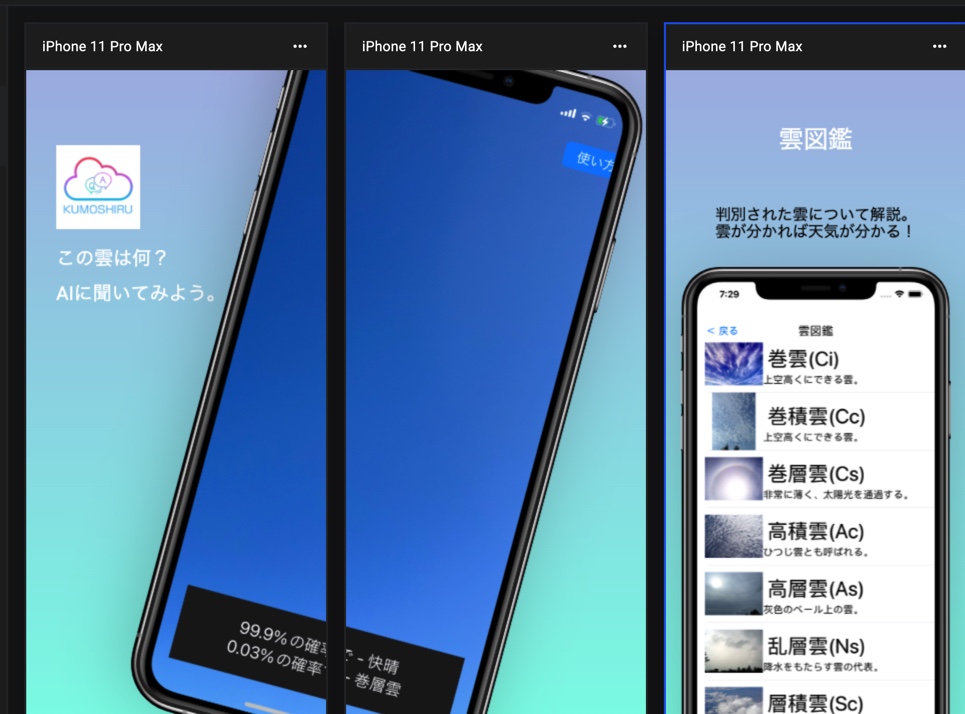 iPhone 11 Pro Max
KUMOSHIRU
この雲は何？
AIに聞いてみよう。
99.9%の確率
0.03%の確率
iPhone 11 Pro Max
使い方
で - 快晴
- 巻層雲
iPhone 11 Pro Max
雲図鑑
判別された雲について解説。
雲が分かれば天気が分かる！
7:29
< 戻る
雲図鑑
巻雲(Ci)
上空高くにできる雲。
巻積雲(Cc)
上空高くにできる雲。
巻層雲(Cs)
非常に薄く、太陽光を通過する。
高積雲(Ac)
ひつじ雲とも呼ばれる。
高層雲(As)
灰色のベール上の雲。
乱層雲(Ns)
降水をもたらす雲の代表。
層積雲(Sc)